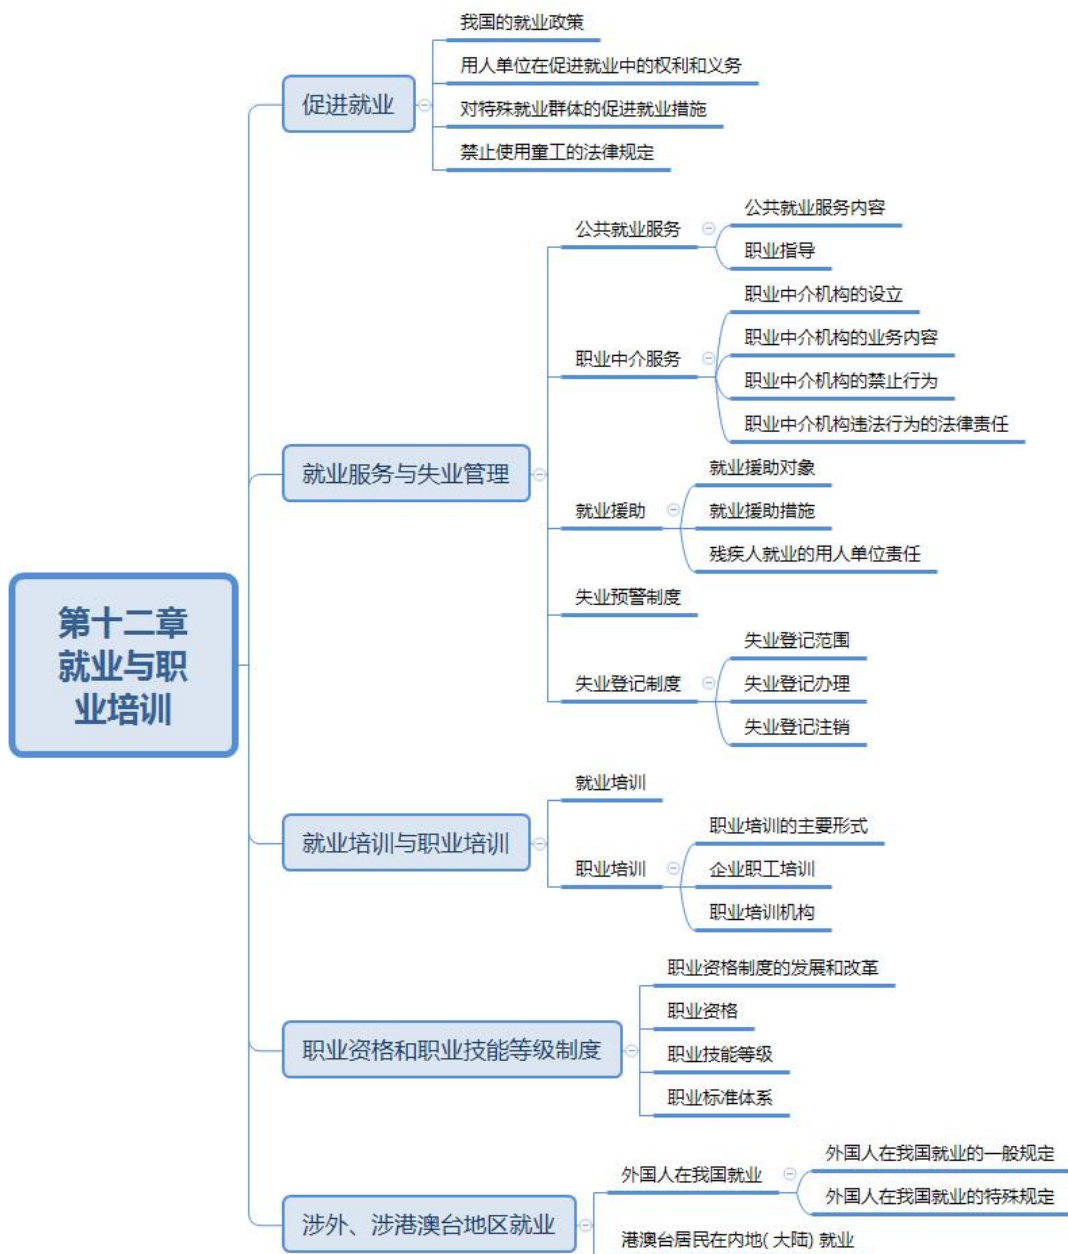 第十二章
就业与职
业培训
促进就业
我国的就业政策
用人单位在促进就业中的权利和义务
对特殊就业群体的促进就业措施
禁止使用童工的法律规定
就业服务与失业管理
公共就业服务
公共就业服务内容
职业指导
职业中介服务
职业中介机构的设立
职业中介机构的业务内容
职业中介机构的禁止行为
职业中介机构违法行为的法律责任
就业援助
就业援助对象
就业援助措施
残疾人就业的用人单位责任
失业预警制度
失业登记制度
失业登记范围
失业登记办理
失业登记注销
就业培训与职业培训
就业培训
职业培训
职业培训的主要形式
企业职工培训
职业培训机构
职业资格和职业技能等级制度
职业资格制度的发展和改革
职业资格
职业技能等级
职业标准体系
涉外、涉港澳台地区就业
外国人在我国就业
外国人在我国就业的一般规定
外国人在我国就业的特殊规定
港澳台居民在内地( 大陆) 就业